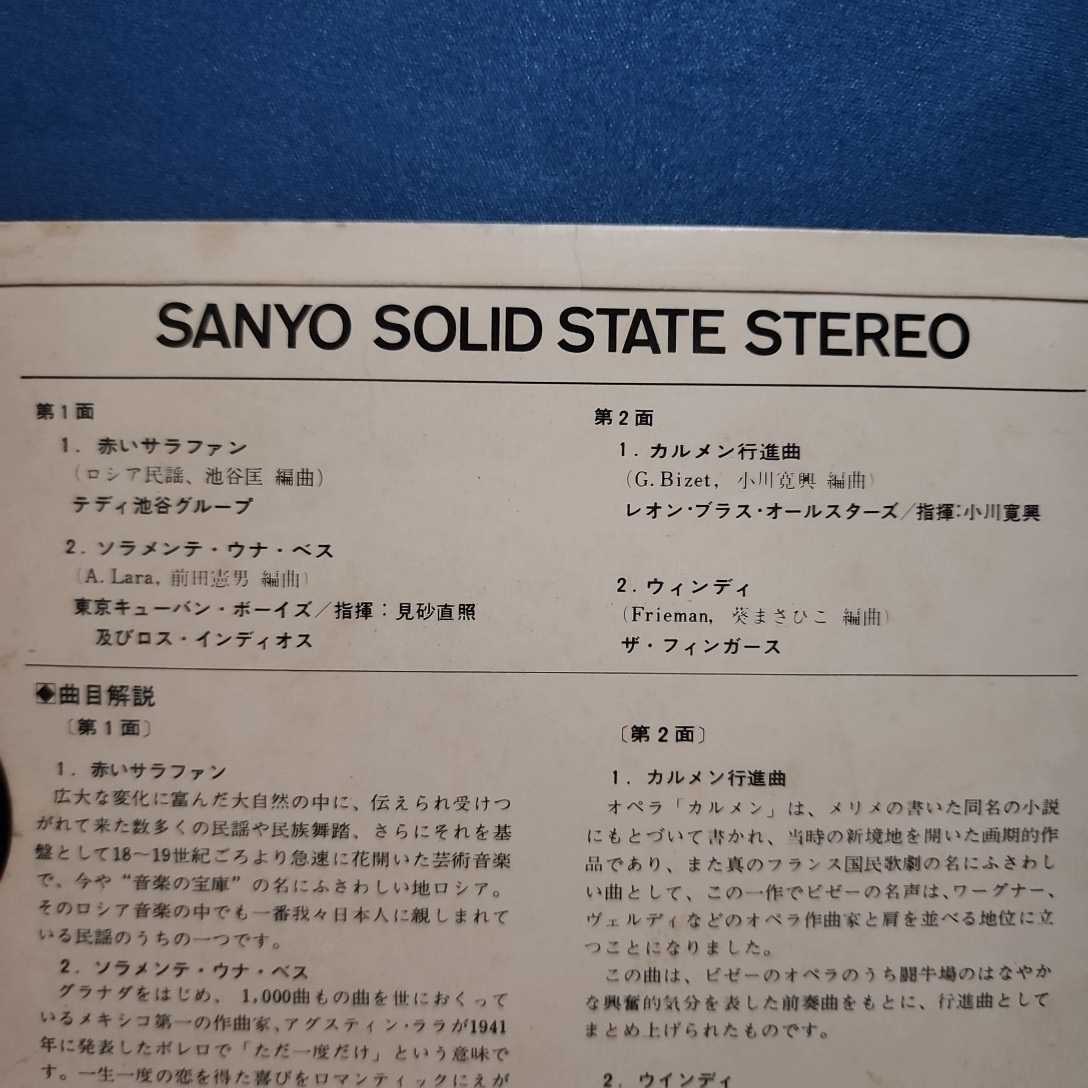 SANYO SOLID STATE STEREO
第1面
1. 赤いサラファン
(ロシア民謡、池谷匡 編曲)
テディ池谷グループ
2. ソラメンテ・ウナ・ベス
(A. Lara, 前田憲男 編曲)
東京キューバン・ボーイズ/指揮:見砂直照
及びロス・インディオス
第2面
1. カルメン行進曲
(G. Bizet, 小川寛興 編曲)
レオン・ブラス・オールスターズ/指揮:小川寛興
2. ウィンディ
(Frieman, 葵まさひこ 編曲)
ザ・フィンガース
◆曲目解説
〔第1面〕
1. 赤いサラファン
広大な変化に富んだ大自然の中に、伝えられ受けつ
がれて来た数多くの民謡や民族舞踏、さらにそれを基
盤として18〜19世紀ごろより急速に花開いた芸術音楽
で、今や“音楽の宝庫”の名にふさわしい地ロシア。
そのロシア音楽の中でも一番我々日本人に親しまれて
いる民謡のうちの一つです。
2. ソラメンテ・ウナ・ベス
グラナダをはじめ、1,000曲もの曲を世におくって
いるメキシコ第一の作曲家、アグスティン・ララが1941
年に発表したボレロで「ただ一度だけ」という意味で
す。一生一度の恋を得た喜びをロマンティックにえが
〔第2面〕
1. カルメン行進曲
オペラ「カルメン」は、メリメの書いた同名の小説
にもとづいて書かれ、当時の新境地を開いた画期的作
品であり、また真のフランス国民歌劇の名にふさわし
い曲として、この一作でビゼーの名声は、ワーグナー、
ヴェルディなどのオペラ作曲家と肩を並べる地位に立
つことになりました。
この曲は、ビゼーのオペラのうち闘牛場のはなやか
な興奮的気分を表した前奏曲をもとに、行進曲として
まとめ上げられたものです。
2. ウインディ